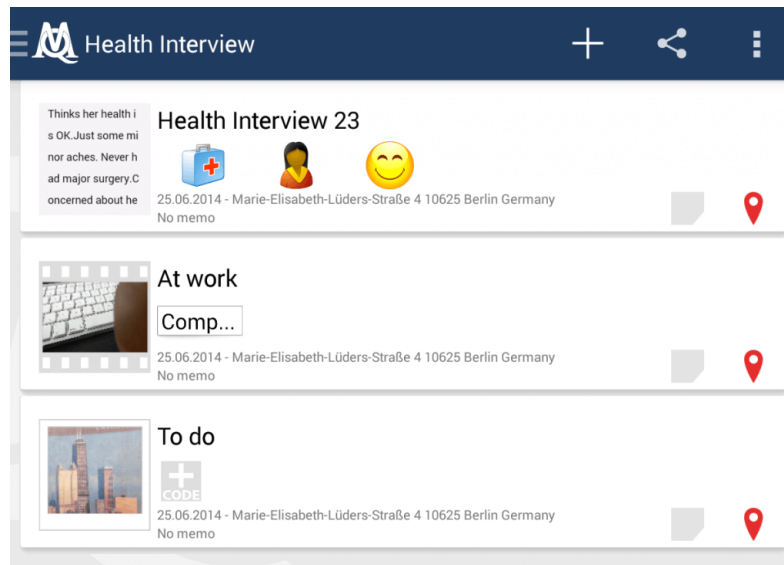 Health Interview
Thinks her health i
s OK.Just some mi
nor aches. Never h
ad major surgery.C
oncerned about he
Health Interview 23
25.06.2014 - Marie-Elisabeth-Lüders-Straße 4 10625 Berlin Germany
No memo
At work
Comp...
25.06.2014 - Marie-Elisabeth-Lüders-Straße 4 10625 Berlin Germany
No memo
To do
CODE
25.06.2014 - Marie-Elisabeth-Lüders-Straße 4 10625 Berlin Germany
No memo